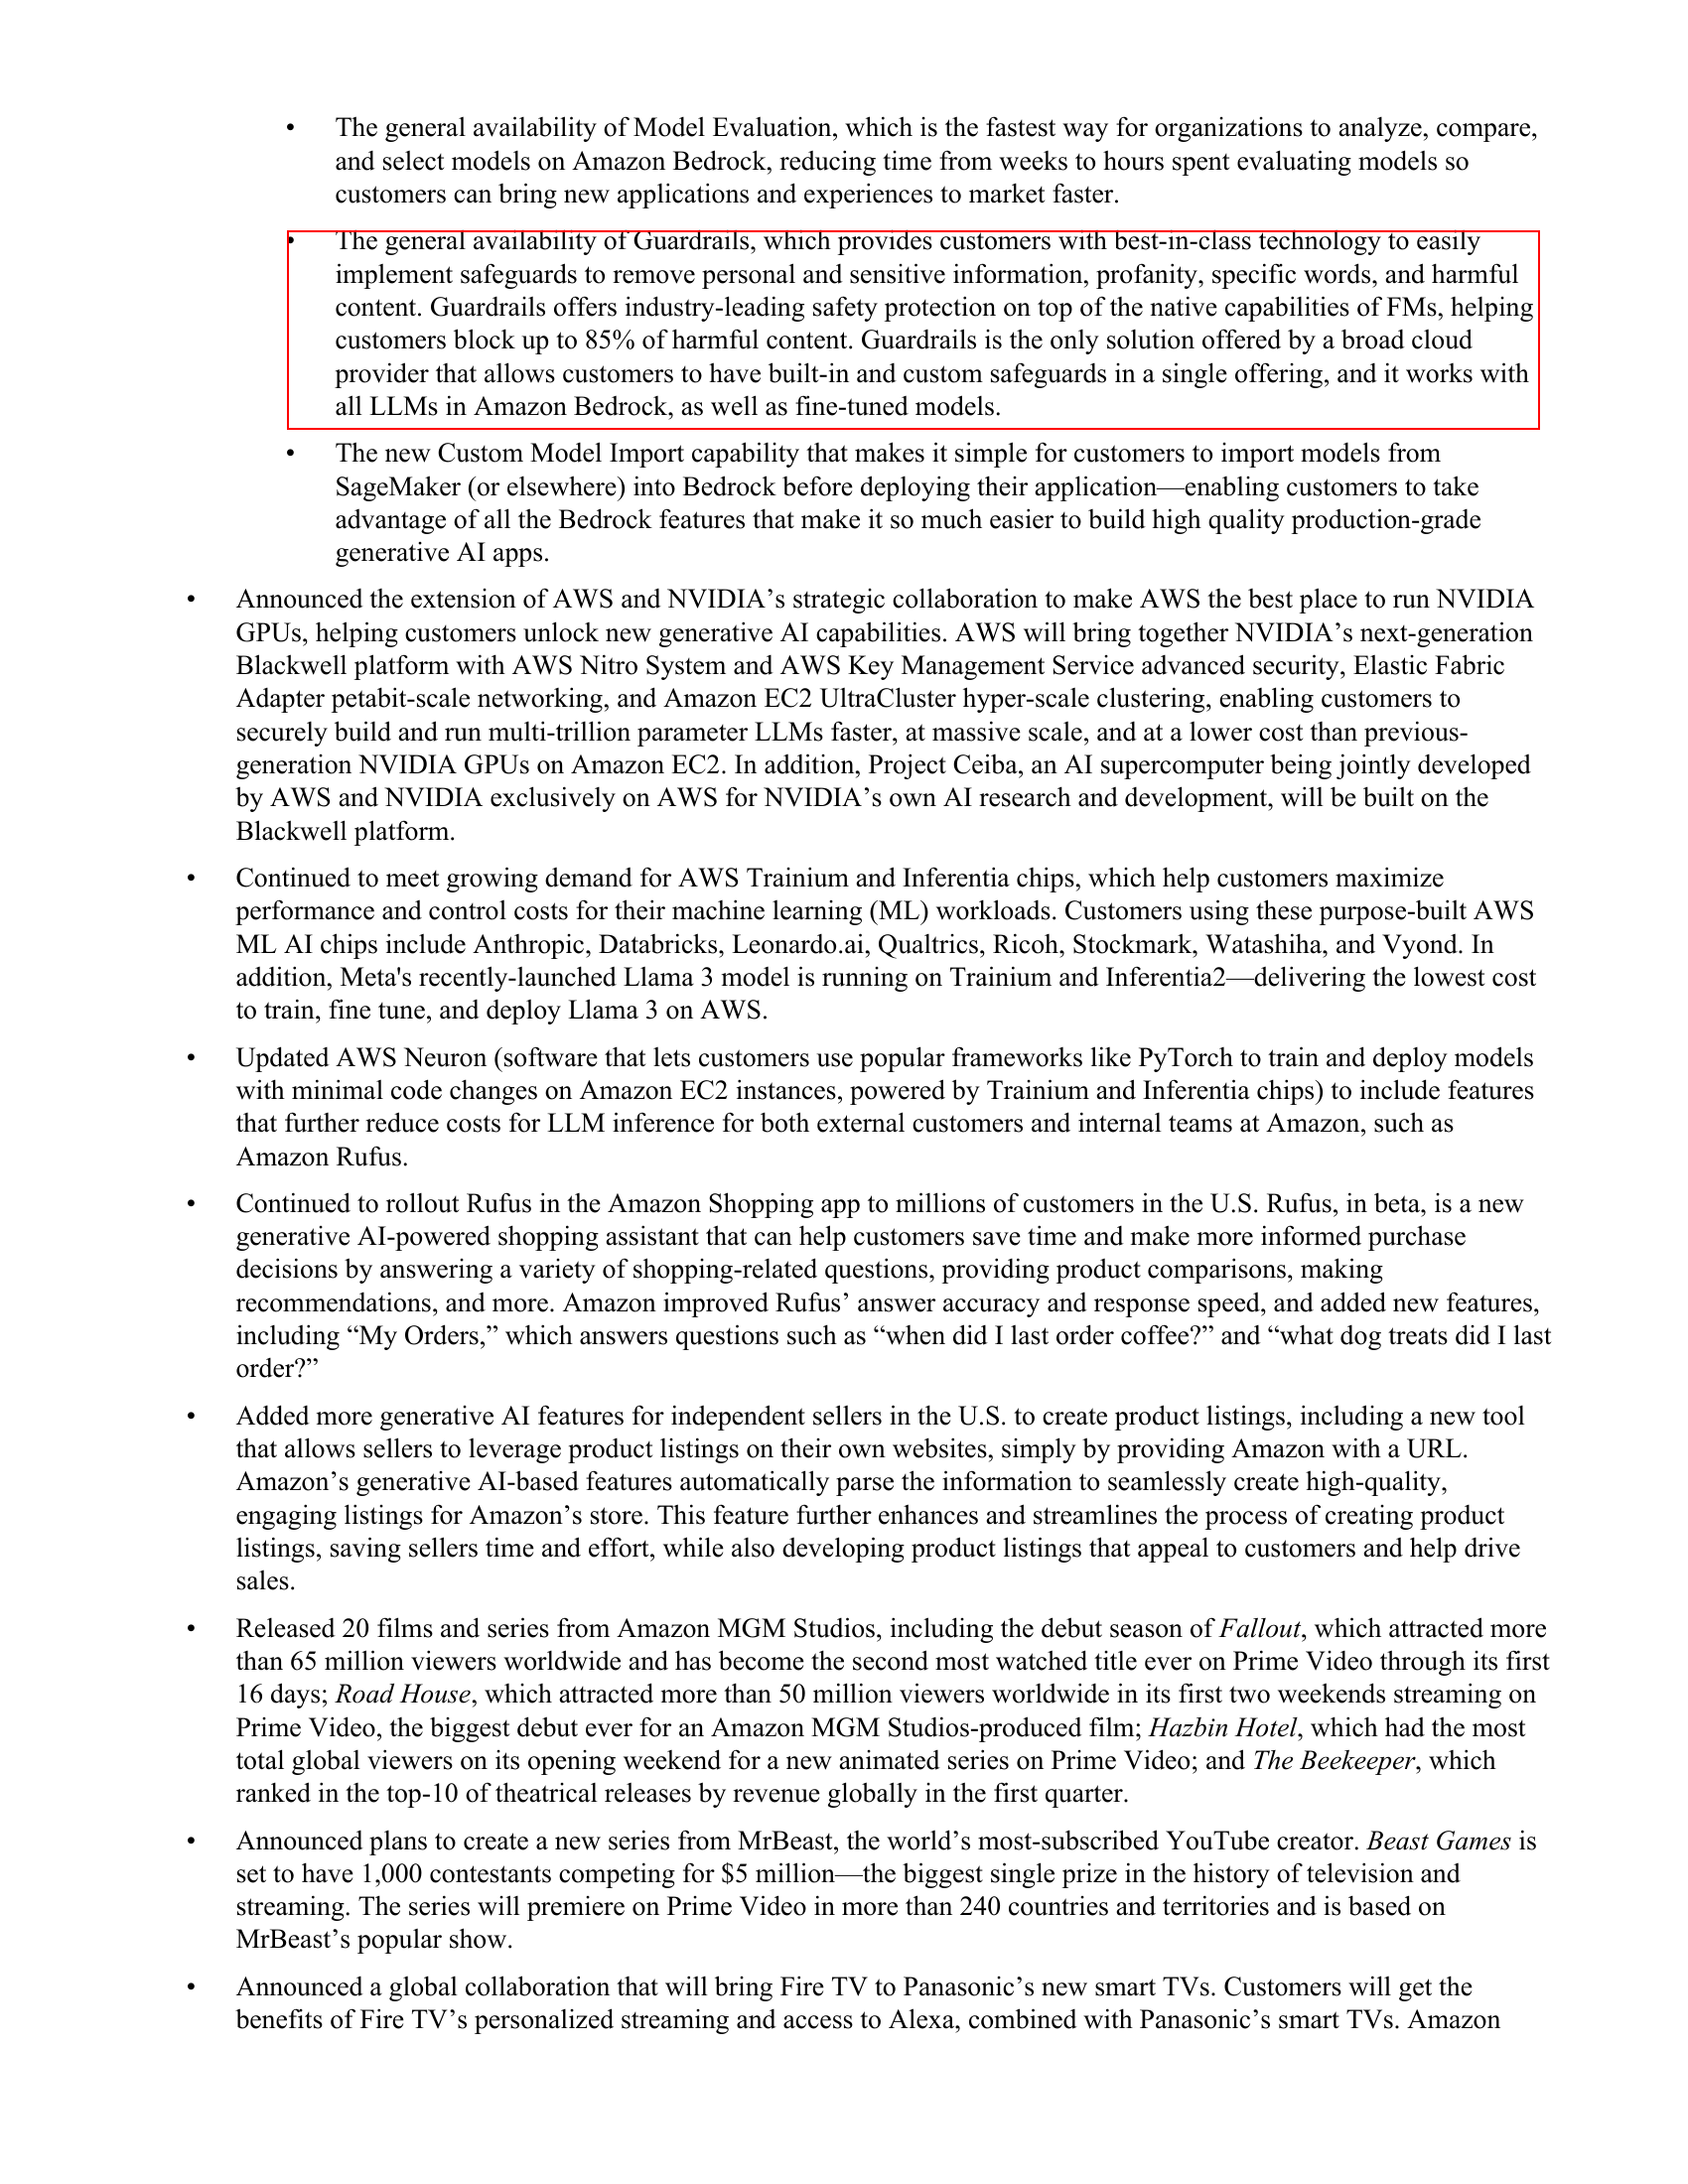 • The general availability of Model Evaluation, which is the fastest way for organizations to analyze, compare,
and select models on Amazon Bedrock, reducing time from weeks to hours spent evaluating models so
customers can bring new applications and experiences to market faster.
• The general availability of Guardrails, which provides customers with best-in-class technology to easily
implement safeguards to remove personal and sensitive information, profanity, specific words, and harmful
content. Guardrails offers industry-leading safety protection on top of the native capabilities of FMs, helping
customers block up to 85% of harmful content. Guardrails is the only solution offered by a broad cloud
provider that allows customers to have built-in and custom safeguards in a single offering, and it works with
all LLMs in Amazon Bedrock, as well as fine-tuned models.
• The new Custom Model Import capability that makes it simple for customers to import models from
SageMaker (or elsewhere) into Bedrock before deploying their application—enabling customers to take
advantage of all the Bedrock features that make it so much easier to build high quality production-grade
generative AI apps.
• Announced the extension of AWS and NVIDIA’s strategic collaboration to make AWS the best place to run NVIDIA
GPUs, helping customers unlock new generative AI capabilities. AWS will bring together NVIDIA’s next-generation
Blackwell platform with AWS Nitro System and AWS Key Management Service advanced security, Elastic Fabric
Adapter petabit-scale networking, and Amazon EC2 UltraCluster hyper-scale clustering, enabling customers to
securely build and run multi-trillion parameter LLMs faster, at massive scale, and at a lower cost than previous-
generation NVIDIA GPUs on Amazon EC2. In addition, Project Ceiba, an AI supercomputer being jointly developed
by AWS and NVIDIA exclusively on AWS for NVIDIA’s own AI research and development, will be built on the
Blackwell platform.
• Continued to meet growing demand for AWS Trainium and Inferentia chips, which help customers maximize
performance and control costs for their machine learning (ML) workloads. Customers using these purpose-built AWS
ML AI chips include Anthropic, Databricks, Leonardo.ai, Qualtrics, Ricoh, Stockmark, Watashiha, and Vyond. In
addition, Meta's recently-launched Llama 3 model is running on Trainium and Inferentia2—delivering the lowest cost
to train, fine tune, and deploy Llama 3 on AWS.
• Updated AWS Neuron (software that lets customers use popular frameworks like PyTorch to train and deploy models
with minimal code changes on Amazon EC2 instances, powered by Trainium and Inferentia chips) to include features
that further reduce costs for LLM inference for both external customers and internal teams at Amazon, such as
Amazon Rufus.
• Continued to rollout Rufus in the Amazon Shopping app to millions of customers in the U.S. Rufus, in beta, is a new
generative AI-powered shopping assistant that can help customers save time and make more informed purchase
decisions by answering a variety of shopping-related questions, providing product comparisons, making
recommendations, and more. Amazon improved Rufus’ answer accuracy and response speed, and added new features,
including “My Orders,” which answers questions such as “when did I last order coffee?” and “what dog treats did I last
order?”
• Added more generative AI features for independent sellers in the U.S. to create product listings, including a new tool
that allows sellers to leverage product listings on their own websites, simply by providing Amazon with a URL.
Amazon’s generative AI-based features automatically parse the information to seamlessly create high-quality,
engaging listings for Amazon’s store. This feature further enhances and streamlines the process of creating product
listings, saving sellers time and effort, while also developing product listings that appeal to customers and help drive
sales.
• Released 20 films and series from Amazon MGM Studios, including the debut season of Fallout, which attracted more
than 65 million viewers worldwide and has become the second most watched title ever on Prime Video through its first
16 days; Road House, which attracted more than 50 million viewers worldwide in its first two weekends streaming on
Prime Video, the biggest debut ever for an Amazon MGM Studios-produced film; Hazbin Hotel, which had the most
total global viewers on its opening weekend for a new animated series on Prime Video; and The Beekeeper, which
ranked in the top-10 of theatrical releases by revenue globally in the first quarter.
• Announced plans to create a new series from MrBeast, the world’s most-subscribed YouTube creator. Beast Games is
set to have 1,000 contestants competing for $5 million—the biggest single prize in the history of television and
streaming. The series will premiere on Prime Video in more than 240 countries and territories and is based on
MrBeast’s popular show.
• Announced a global collaboration that will bring Fire TV to Panasonic’s new smart TVs. Customers will get the
benefits of Fire TV’s personalized streaming and access to Alexa, combined with Panasonic’s smart TVs. Amazon